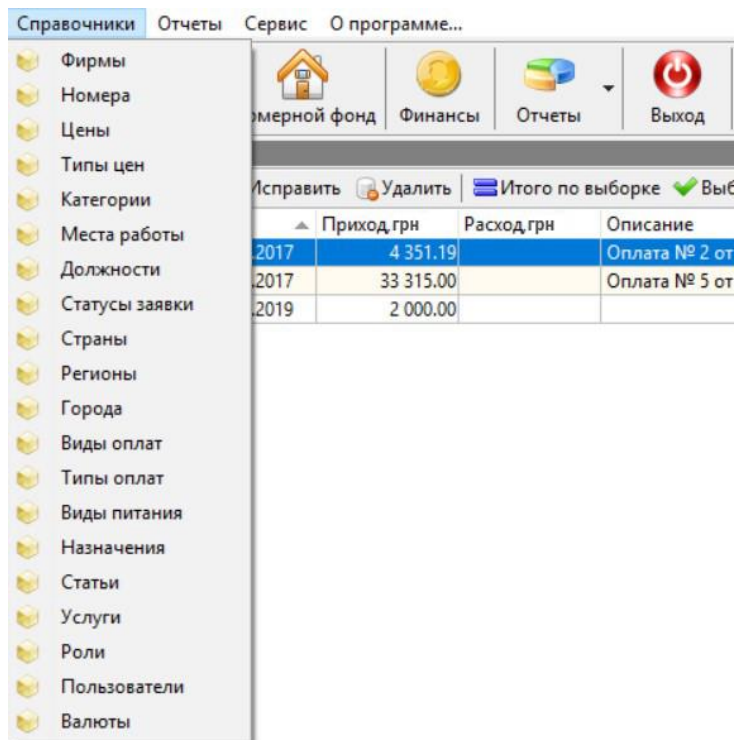 Справочники Отчеты Сервис О программе...
Фирмы
Номера
Цены
Типы цен
Категории
Места работы
Должности
Статусы заявки
Страны
Регионы
Города
Виды оплат
Типы оплат
Виды питания
Назначения
Статьи
Услуги
Роли
Пользователи
Валюты
омерной фонд Финансы Отчеты Выход
Исправить Удалить Итого по выборке Выб
Приход,грн Расход,грн Описание
.2017 4 351.19 Оплата № 2 от
.2017 33 315.00 Оплата № 5 от
.2019 2 000.00